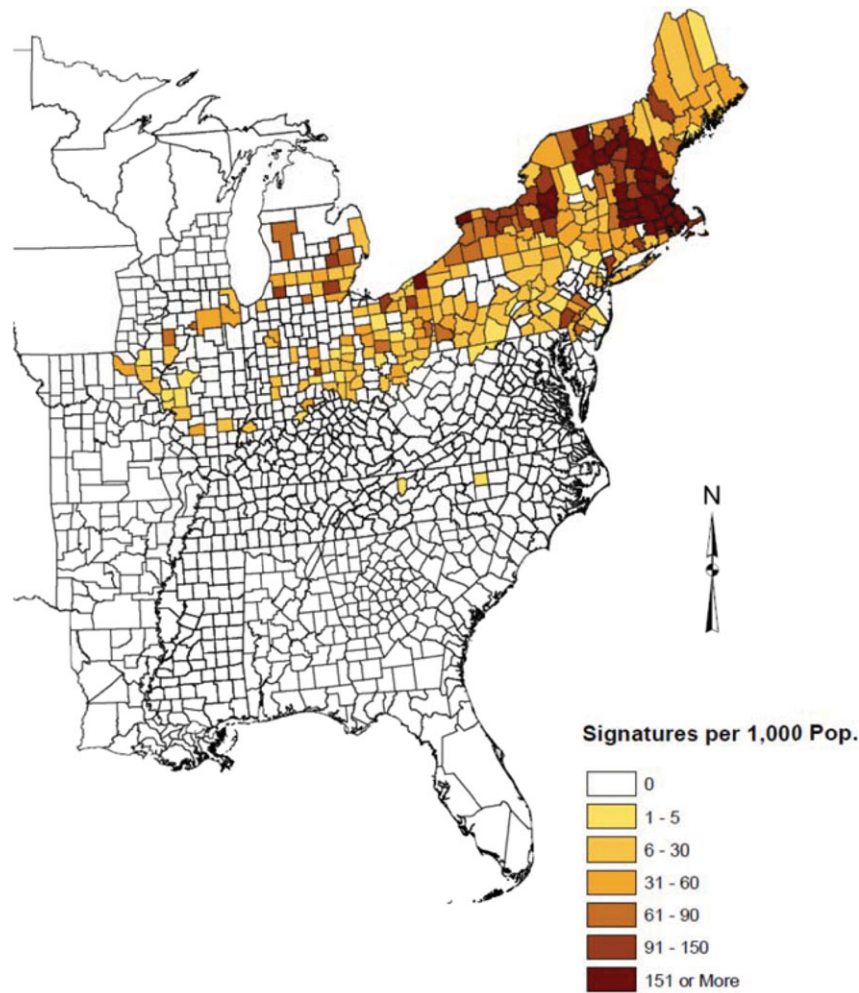 N
Signatures per 1,000 Pop.
0
1 - 5
6 - 30
31 - 60
61 - 90
91 - 150
151 or More